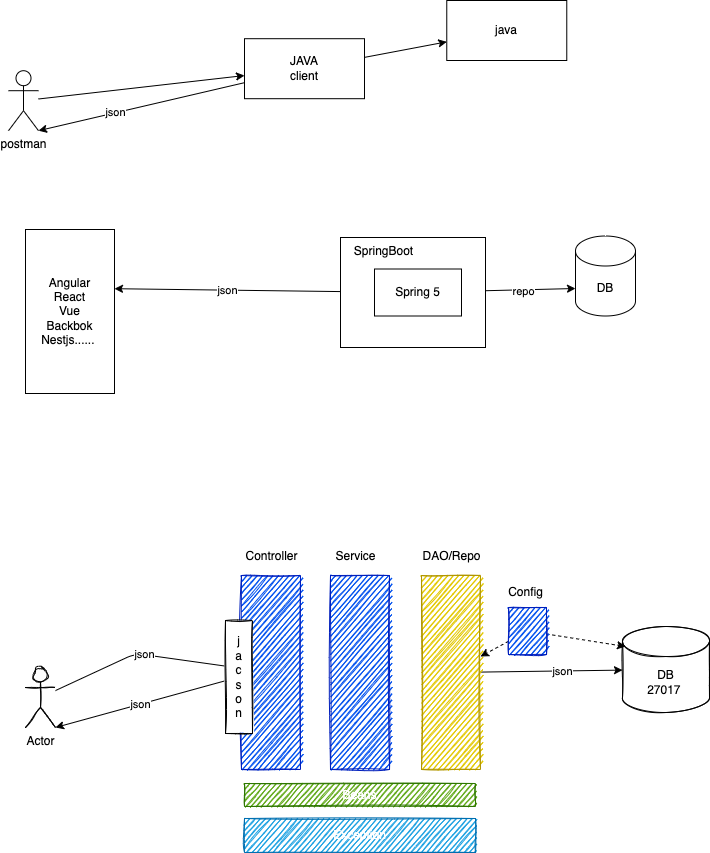 java
JAVA
client
json
postman
SpringBoot
Spring 5
Angular
React
Vue
Backbok
Nestjs......
json
repo
DB
Controller
Service
DAO/Repo
Config
j
a
c
s
o
n
json
json
json
DB
27017
Actor
Beans
Exception